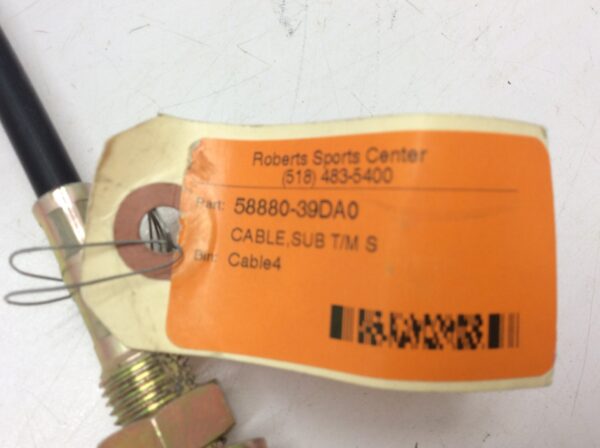 Roberts Sports Center
(518) 483-5400
Part: 58880-39DA0
CABLE,SUB T/M S
Bin: Cable4